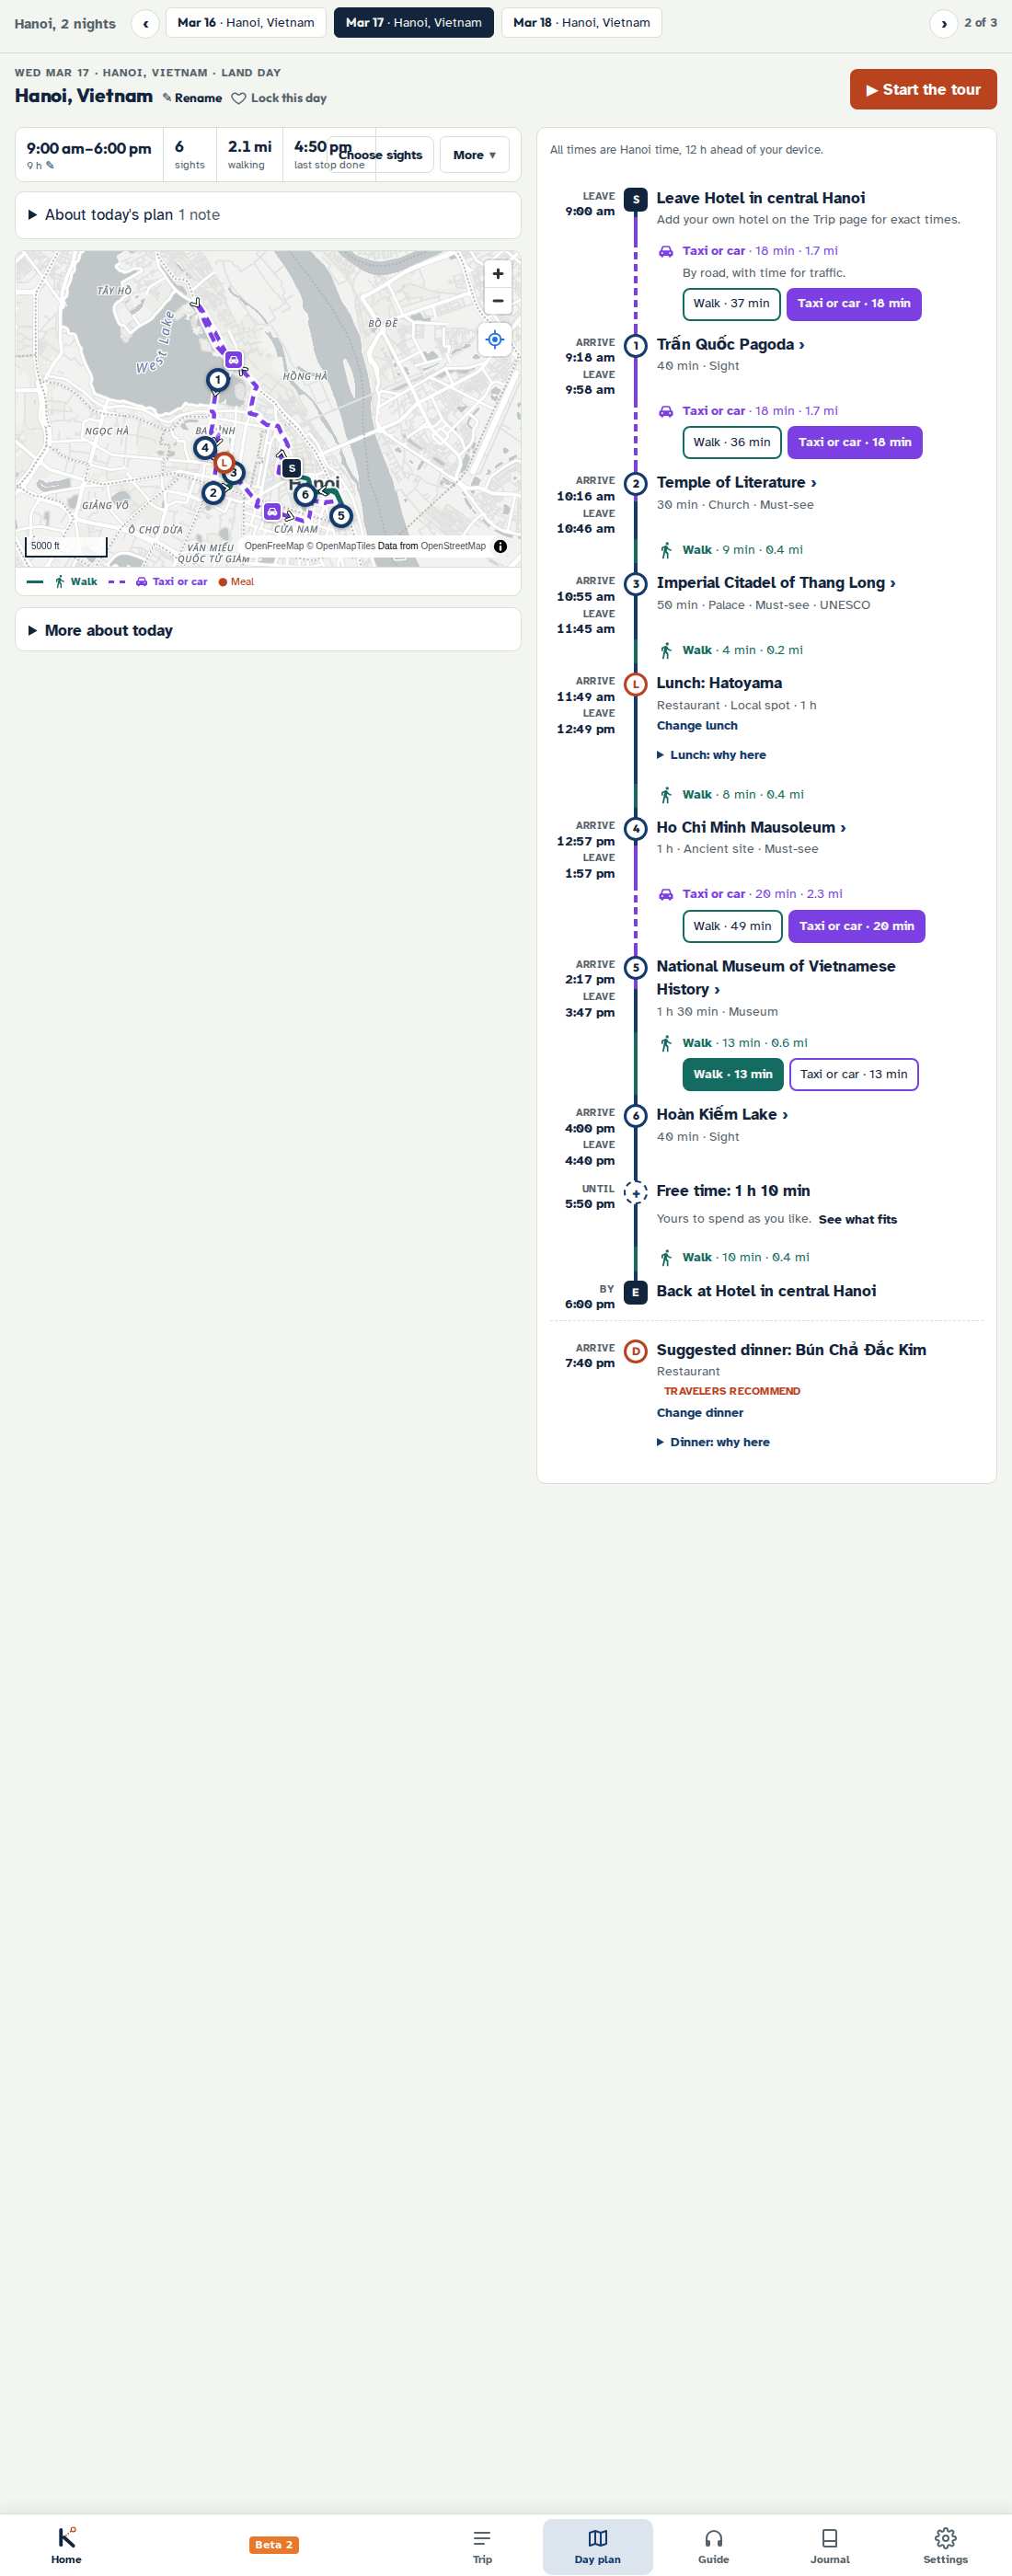 Hanoi, 2 nights
‹
Mar 16 · Hanoi, Vietnam
Mar 17 · Hanoi, Vietnam
Mar 18 · Hanoi, Vietnam
›
2 of 3
WED MAR 17 · HANOI, VIETNAM · LAND DAY
Hanoi, Vietnam
✎ Rename
Lock this day
▶ Start the tour
9:00 am–6:00 pm
9 h ✎
6
sights
2.1 mi
walking
4:50 pm
last stop done
Choose sights
More ▾
▶ About today's plan 1 note
TÂY HỒ
West Lake
BỒ ĐỀ
HỒNG HÀ
NGỌC HÀ
GIẢNG VÕ
Ô CHỢ DỪA
CỬA NAM
VĂN MIẾU
QUỐC TỬ GIÁM
1
4
L
3
2
S
6
5
+
−
5000 ft
OpenFreeMap © OpenMapTiles Data from OpenStreetMap
Walk
Taxi or car
Meal
▶ More about today
All times are Hanoi time, 12 h ahead of your device.
LEAVE
9:00 am
S
Leave Hotel in central Hanoi
Add your own hotel on the Trip page for exact times.
Taxi or car · 18 min · 1.7 mi
By road, with time for traffic.
Walk · 37 min
Taxi or car · 18 min
ARRIVE
9:18 am
LEAVE
9:58 am
1
Trấn Quốc Pagoda ›
40 min · Sight
Taxi or car · 18 min · 1.7 mi
Walk · 36 min
Taxi or car · 18 min
ARRIVE
10:16 am
LEAVE
10:46 am
2
Temple of Literature ›
30 min · Church · Must-see
Walk · 9 min · 0.4 mi
ARRIVE
10:55 am
LEAVE
11:45 am
3
Imperial Citadel of Thang Long ›
50 min · Palace · Must-see · UNESCO
Walk · 4 min · 0.2 mi
ARRIVE
11:49 am
LEAVE
12:49 pm
L
Lunch: Hatoyama
Restaurant · Local spot · 1 h
Change lunch
▶ Lunch: why here
Walk · 8 min · 0.4 mi
ARRIVE
12:57 pm
LEAVE
1:57 pm
4
Ho Chi Minh Mausoleum ›
1 h · Ancient site · Must-see
Taxi or car · 20 min · 2.3 mi
Walk · 49 min
Taxi or car · 20 min
ARRIVE
2:17 pm
LEAVE
3:47 pm
5
National Museum of Vietnamese
History ›
1 h 30 min · Museum
Walk · 13 min · 0.6 mi
Walk · 13 min
Taxi or car · 13 min
ARRIVE
4:00 pm
LEAVE
4:40 pm
6
Hoàn Kiếm Lake ›
40 min · Sight
UNTIL
5:50 pm
+
Free time: 1 h 10 min
Yours to spend as you like. See what fits
Walk · 10 min · 0.4 mi
BY
6:00 pm
E
Back at Hotel in central Hanoi
ARRIVE
7:40 pm
D
Suggested dinner: Bún Chả Đắc Kim
Restaurant
TRAVELERS RECOMMEND
Change dinner
▶ Dinner: why here
Home
Beta 2
Trip
Day plan
Guide
Journal
Settings